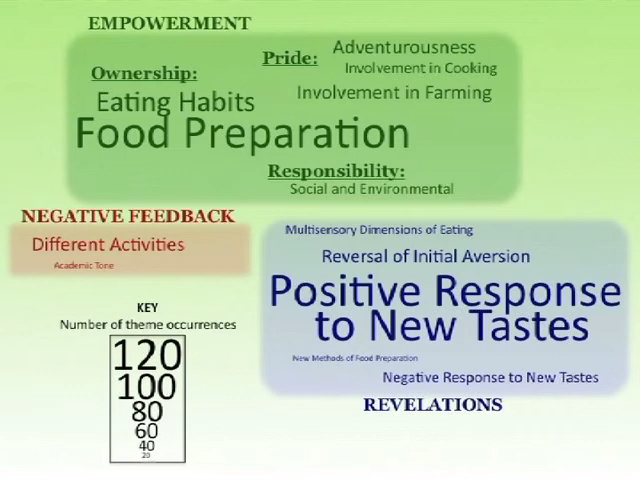 EMPOWERMENT
Pride:
Adventurousness
Involvement in Cooking
Involvement in Farming
Ownership:
Eating Habits
Food Preparation
Responsibility:
Social and Environmental
NEGATIVE FEEDBACK
Different Activities
Academic Tone
Multisensory Dimensions of Eating
Reversal of Initial Aversion
Positive Response
to New Tastes
New Methods of Food Preparation
Negative Response to New Tastes
REVELATIONS
KEY
Number of theme occurrences
120
100
80
60
40
20